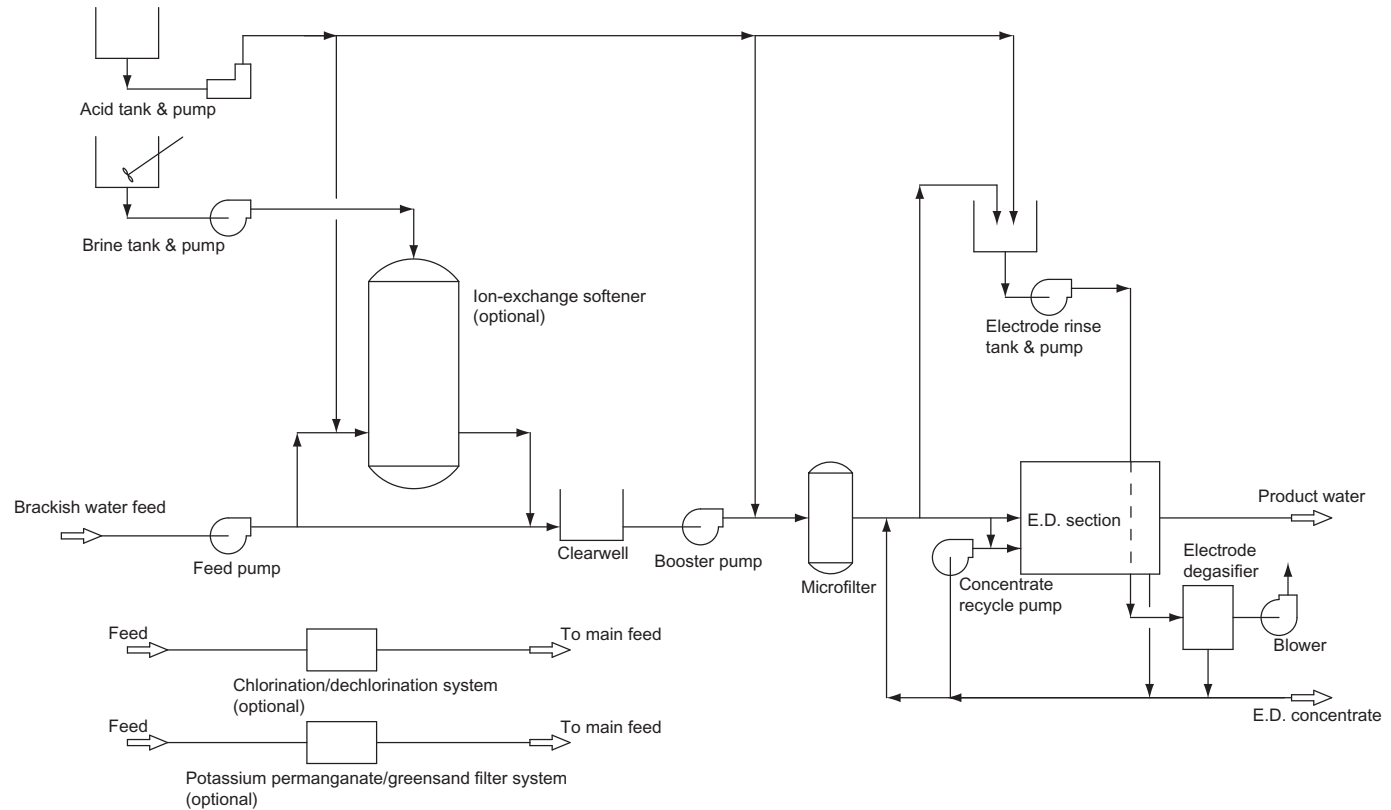 Acid tank & pump
Brine tank & pump
Ion-exchange softener
(optional)
Electrode rinse
tank & pump
Brackish water feed
Feed pump
Clearwell
Booster pump
Microfilter
E.D. section
Product water
Concentrate
recycle pump
Electrode
degasifier
Blower
E.D. concentrate
Feed
To main feed
Chlorination/dechlorination system
(optional)
Feed
To main feed
Potassium permanganate/greensand filter system
(optional)